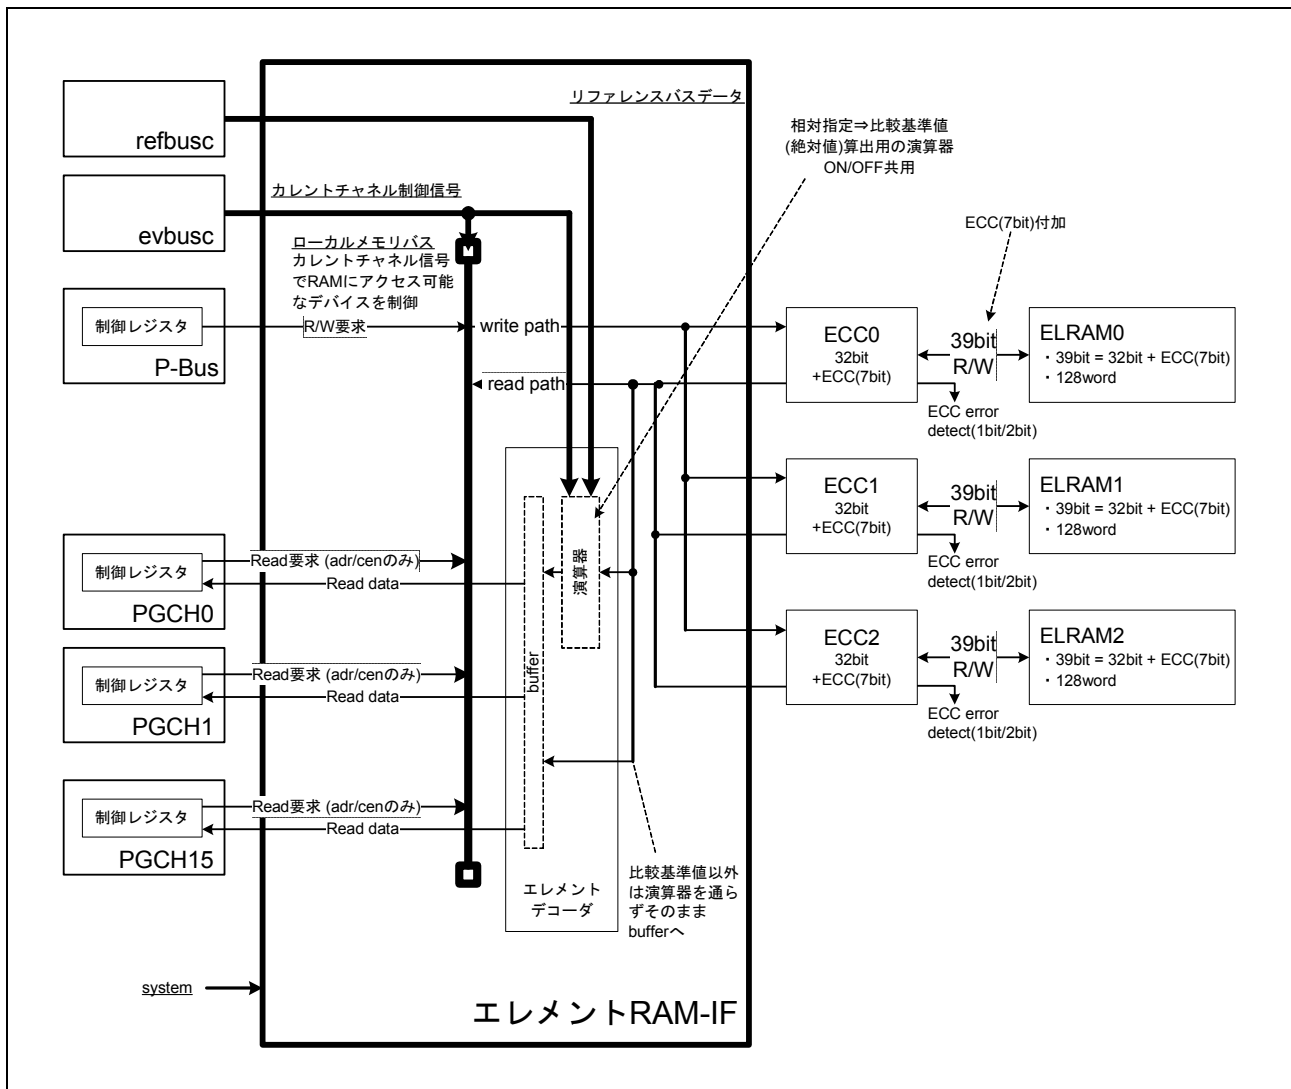 リファレンスバスデータ
refbusc
相対指定⇒比較基準値
(絶対値)算出用の演算器
ON/OFF共用
カレントチャネル制御信号
evbusc
ローカルメモリバス
カレントチャネル信号
でRAMにアクセス可能
なデバイスを制御
ECC(7bit)付加
制御レジスタ
P-Bus
R/W要求
write path
read path
ECC0
32bit
+ECC(7bit)
39bit
R/W
ELRAM0
・39bit = 32bit + ECC(7bit)
・128word
ECC error
detect(1bit/2bit)
ECC1
32bit
+ECC(7bit)
39bit
R/W
ELRAM1
・39bit = 32bit + ECC(7bit)
・128word
ECC error
detect(1bit/2bit)
ECC2
32bit
+ECC(7bit)
39bit
R/W
ELRAM2
・39bit = 32bit + ECC(7bit)
・128word
ECC error
detect(1bit/2bit)
制御レジスタ
PGCH0
Read要求 (adr/cenのみ)
Read data
制御レジスタ
PGCH1
Read要求 (adr/cenのみ)
Read data
制御レジスタ
PGCH15
Read要求 (adr/cenのみ)
Read data
演算器
buffer
エレメント
デコーダ
比較基準値以外
は演算器を通ら
ずそのまま
bufferへ
system
エレメントRAM-IF